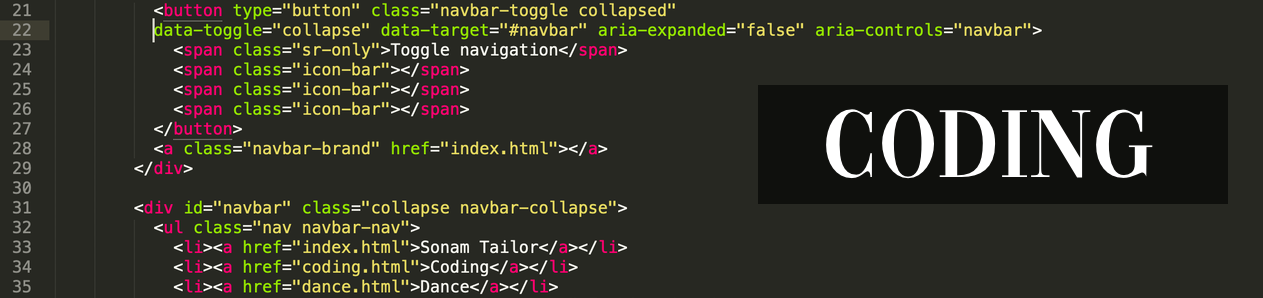 21 <button type="button" class="navbar-toggle collapsed"
22 data-toggle="collapse" data-target="#navbar" aria-expanded="false" aria-controls="navbar">
23 <span class="sr-only">Toggle navigation</span>
24 <span class="icon-bar"></span>
25 <span class="icon-bar"></span>
26 <span class="icon-bar"></span>
27 </button>
28 <a class="navbar-brand" href="index.html"></a>
29 </div>
30
31 <div id="navbar" class="collapse navbar-collapse">
32 <ul class="nav navbar-nav">
33 <li><a href="index.html">Sonam Tailor</a></li>
34 <li><a href="coding.html">Coding</a></li>
35 <li><a href="dance.html">Dance</a></li>
CODING